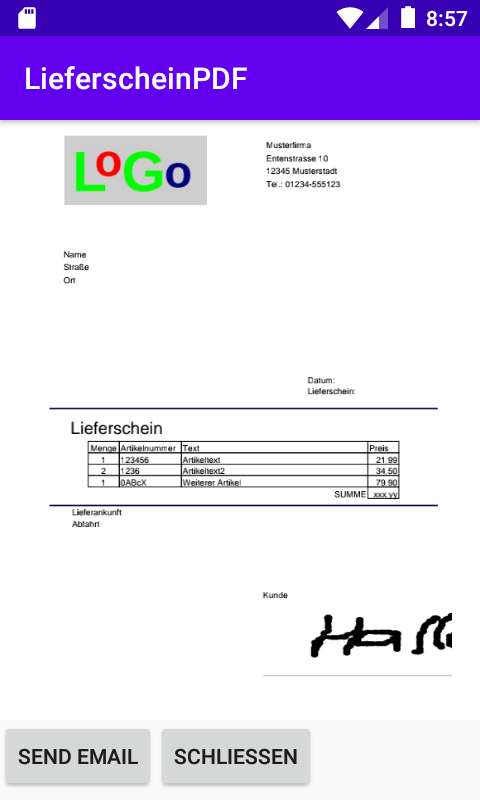 8:57
LieferscheinPDF
LoGo
Musterfirma
Entenstrasse 10
12345 Musterstadt
Tel.: 01234-555123
Name
Straße
Ort
Datum:
Lieferschein:
Lieferschein
Menge Artikelnummer Text Preis
1 123456 Artikeltext 21.99
2 1236 Artikeltext2 34.50
1 0ABcX Weiterer Artikel 79.90
SUMME xxx.yy
Lieferankunft
Abfahrt
Kunde
SEND EMAIL SCHLIESSEN